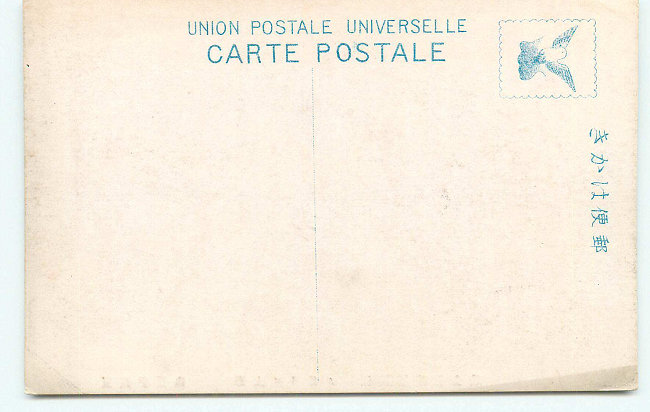 UNION POSTALE UNIVERSELLE
CARTE POSTALE
きかは便郵